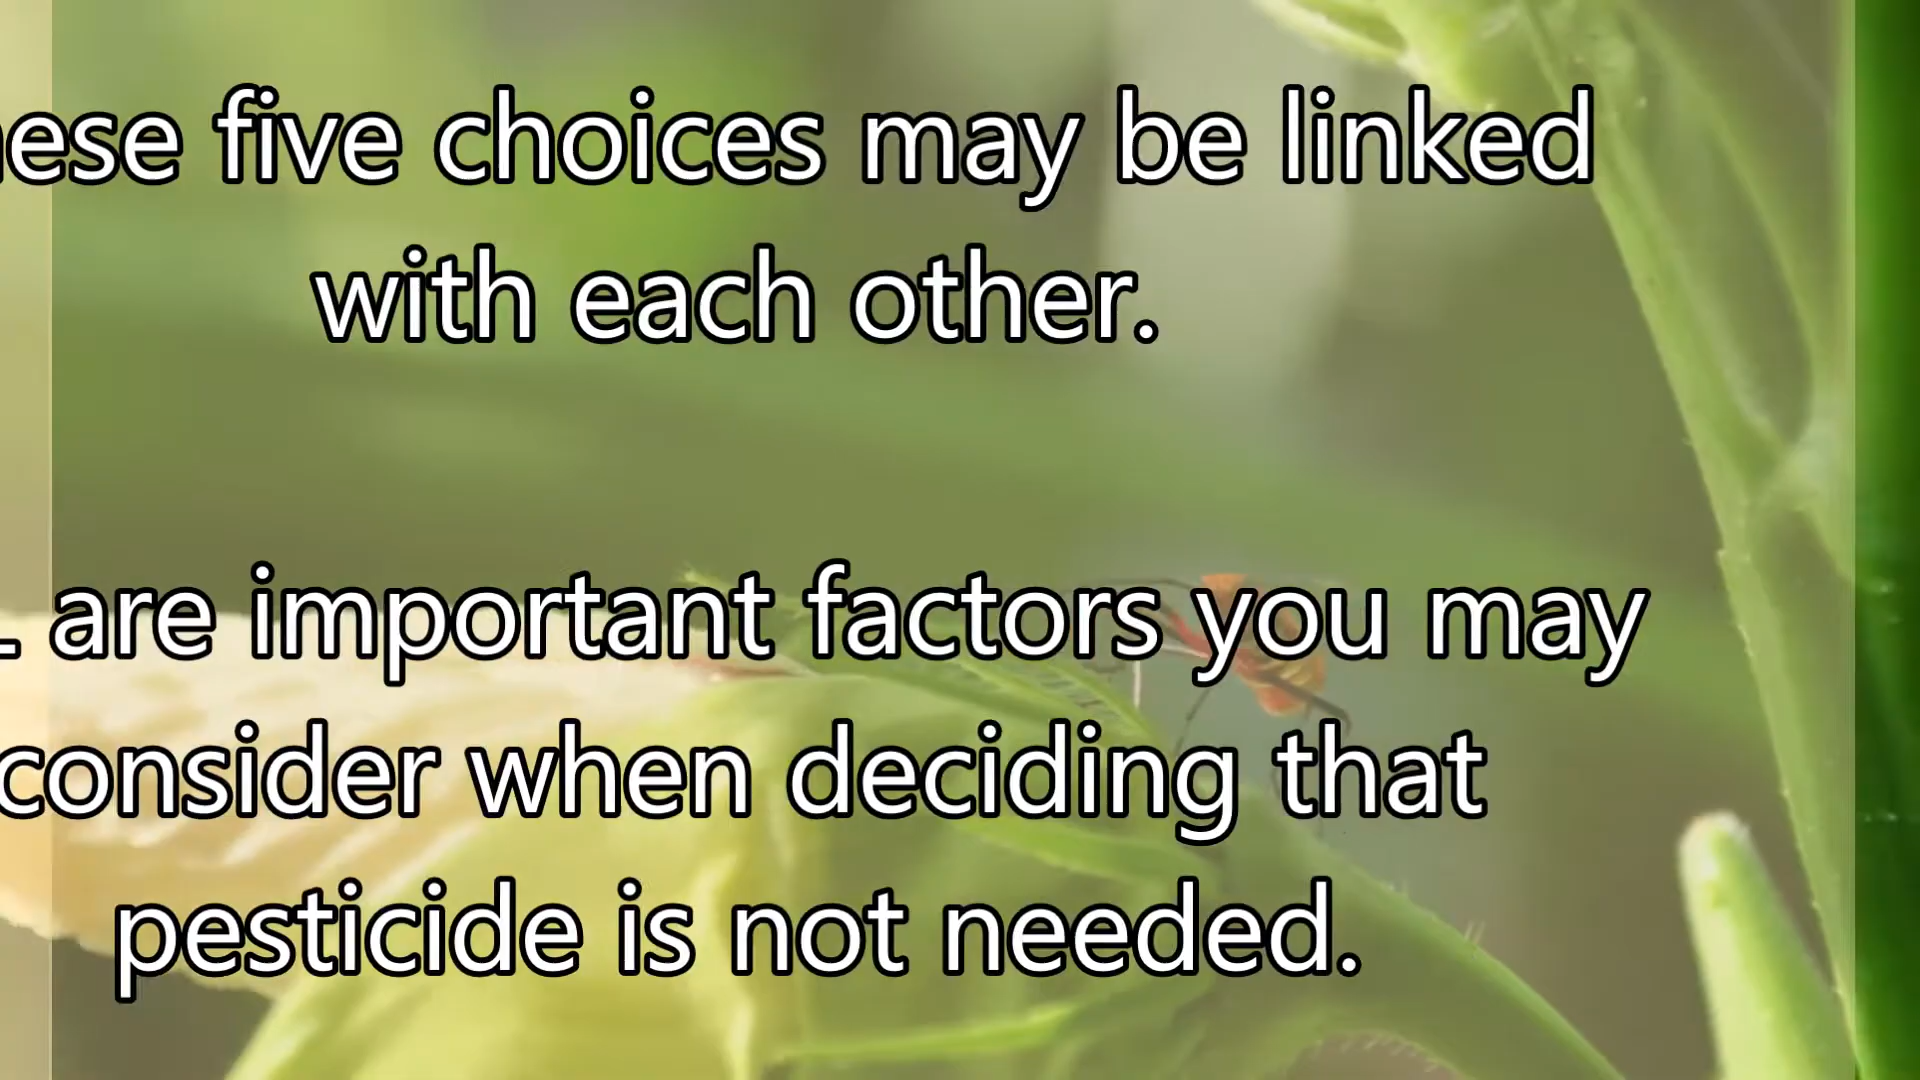 ese five choices may be linked
with each other.
are important factors you may
consider when deciding that
pesticide is not needed.